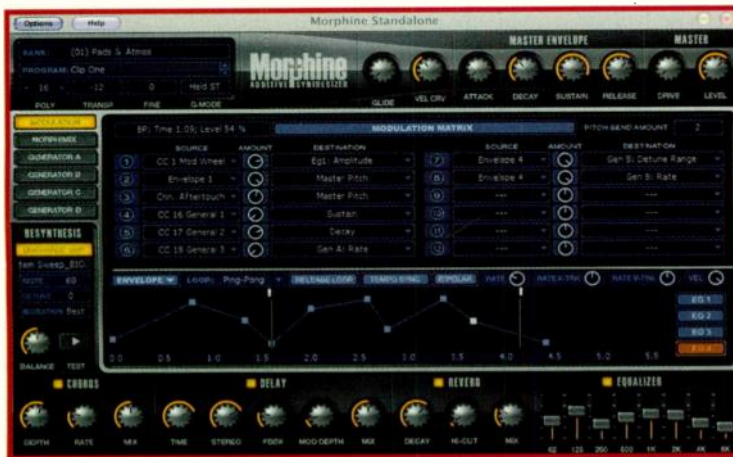 Options Help Morphine Standalone
BANK: (01) Pads & Atmos
PROGRAM: Clip One
16 -12 0 Held ST
POLY TRANSP FINE G-MODE
Morphine
ADDITIVE SYNTHESIZER
MASTER ENVELOPE MASTER
GLIDE VEL CRV ATTACK DECAY SUSTAIN RELEASE DRIVE LEVEL
MODULATION
MORPHMIX
GENERATOR A
GENERATOR B
GENERATOR C
GENERATOR D
BP: Time 1.09; Level 54 % MODULATION MATRIX PITCH BEND AMOUNT 2
SOURCE AMOUNT DESTINATION SOURCE AMOUNT DESTINATION
1 CC 1 Mod Wheel Eg1: Amplitude 7 Envelope 4 Gen B: Detune Range
2 Envelope 3 Master Pitch 8 Envelope 4 Gen B: Rate
3 Chn. Aftertouch Master Pitch 9 --- ---
4 CC 16 General 1 Sustain 10 --- ---
5 CC 17 General 2 Decay 11 --- ---
6 CC 18 General 3 Gen A: Rate 12 --- ---
RESYNTHESIS
NOTE 60
DETUNE 0
Best
BALANCE TEST
ENVELOPE LOOP: Ping-Pong RELEASE LOOP TEMPO SYNC BIPOLAR RATE RATE K-TRK RATE V-TRK VEL
EG 1
EG 2
EG 3
EG 4
0.0 0.5 1.0 1.5 2.0 2.5 3.0 3.5 4.0 4.5 5.0 5.5
CHORUS DELAY REVERB EQUALIZER
DEPTH RATE MIX TIME STEREO FDBK MOD DEPTH MIX DECAY HI-CUT MIX
62 125 250 500 1K 2K 4K 8K